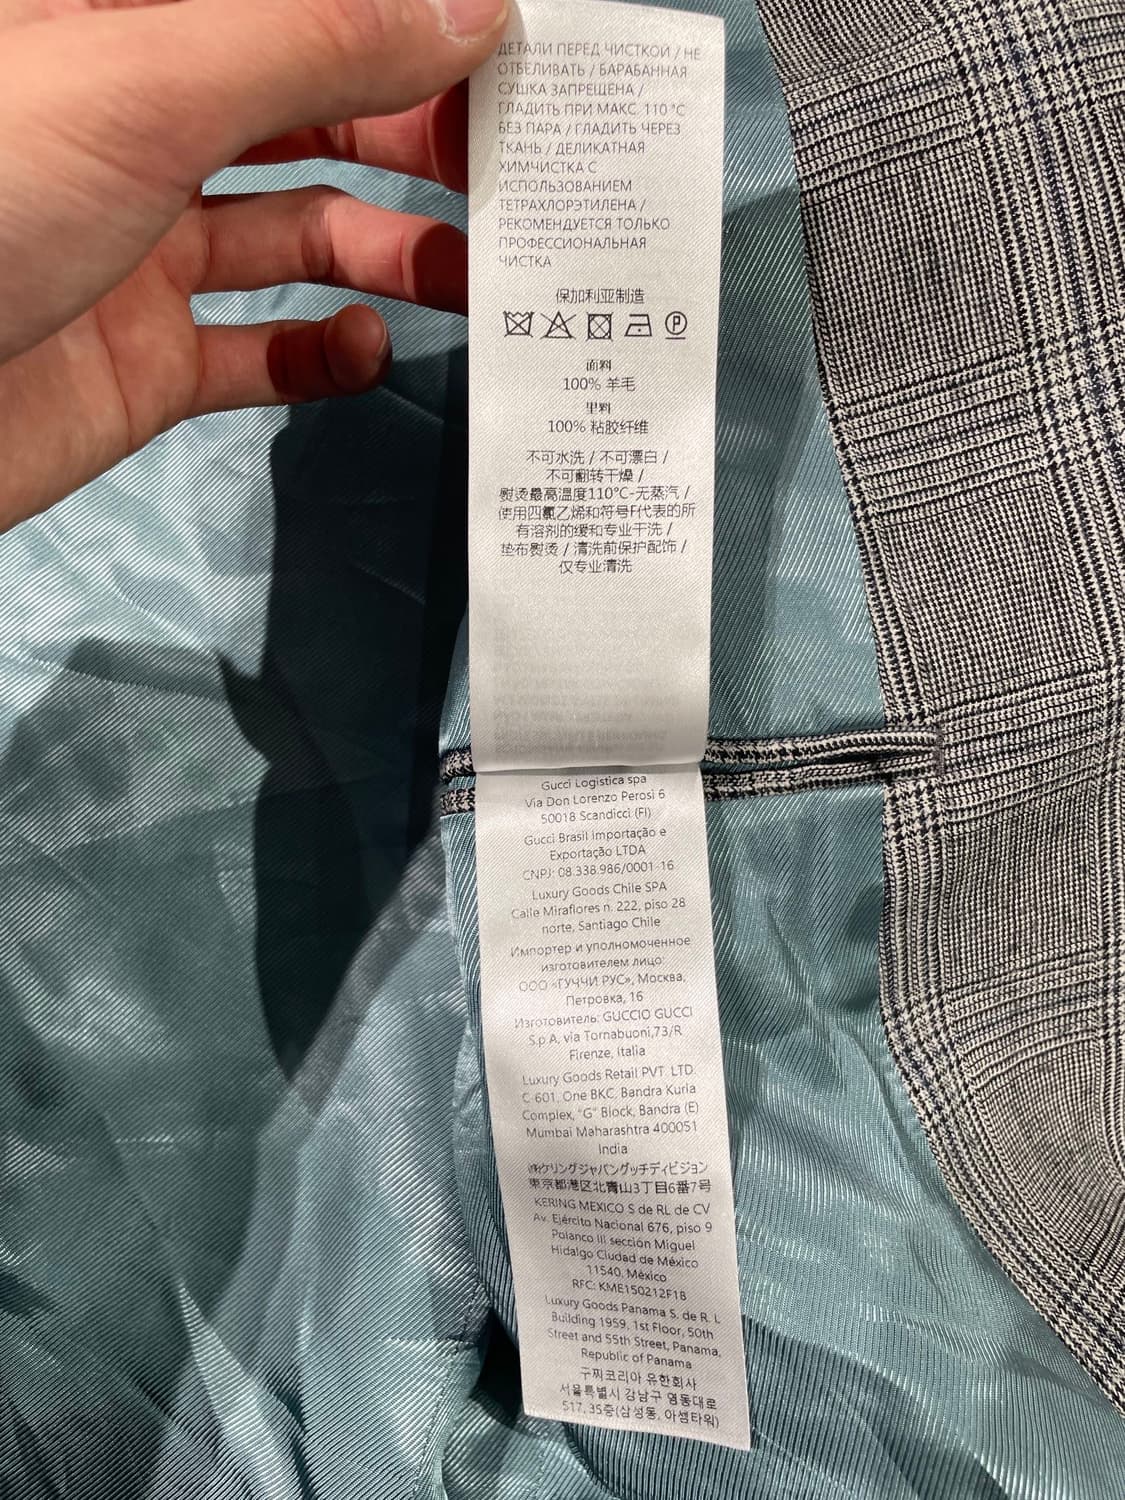 ДЕТАЛИ ПЕРЕД ЧИСТКОЙ / НЕ
ОТБЕЛИВАТЬ / БАРАБАННАЯ
СУШКА ЗАПРЕЩЕНА /
ГЛАДИТЬ ПРИ МАКС. 110 °C
БЕЗ ПАРА / ГЛАДИТЬ ЧЕРЕЗ
ТКАНЬ / ДЕЛИКАТНАЯ
ХИМЧИСТКА С
ИСПОЛЬЗОВАНИЕМ
ТЕТРАХЛОРЭТИЛЕНА /
РЕКОМЕНДУЕТСЯ ТОЛЬКО
ПРОФЕССИОНАЛЬНАЯ
ЧИСТКА
保加利亚制造
P
面料
100% 羊毛
里料
100% 粘胶纤维
不可水洗 / 不可漂白 /
不可翻转干燥 /
熨烫最高温度110°C-无蒸汽 /
使用四氯乙烯和符号F代表的所
有溶剂的缓和专业干洗 /
垫布熨烫 / 清洗前保护配饰 /
仅专业清洗
Gucci Logistica spa
Via Don Lorenzo Perosi 6
50018 Scandicci (FI)
Gucci Brasil Importação e
Exportação LTDA
CNPJ: 08.338.986/0001-16
Luxury Goods Chile SPA
Calle Miraflores n. 222, piso 28
norte, Santiago Chile
Импортер и уполномоченное
изготовителем лицо:
ООО «ГУЧЧИ РУС», Москва,
Петровка, 16
Изготовитель: GUCCIO GUCCI
S.p.A, via Tornabuoni,73/R
Firenze, Italia
Luxury Goods Retail PVT. LTD.
C-601, One BKC, Bandra Kurla
Complex, "G" Block, Bandra (E)
Mumbai Maharashtra 400051
India
㈱ケリングジャパングッチディビジョン
東京都港区北青山3丁目6番7号
KERING MEXICO S de RL de CV
Av. Ejército Nacional 676, piso 9
Polanco III sección Miguel
Hidalgo Ciudad de México
11540, México
RFC: KME150212F18
Luxury Goods Panama S. de R. L
Building 1959, 1st Floor, 50th
Street and 55th Street, Panama,
Republic of Panama
구찌코리아 유한회사
서울특별시 강남구 영동대로
517, 35층(삼성동, 아셈타워)